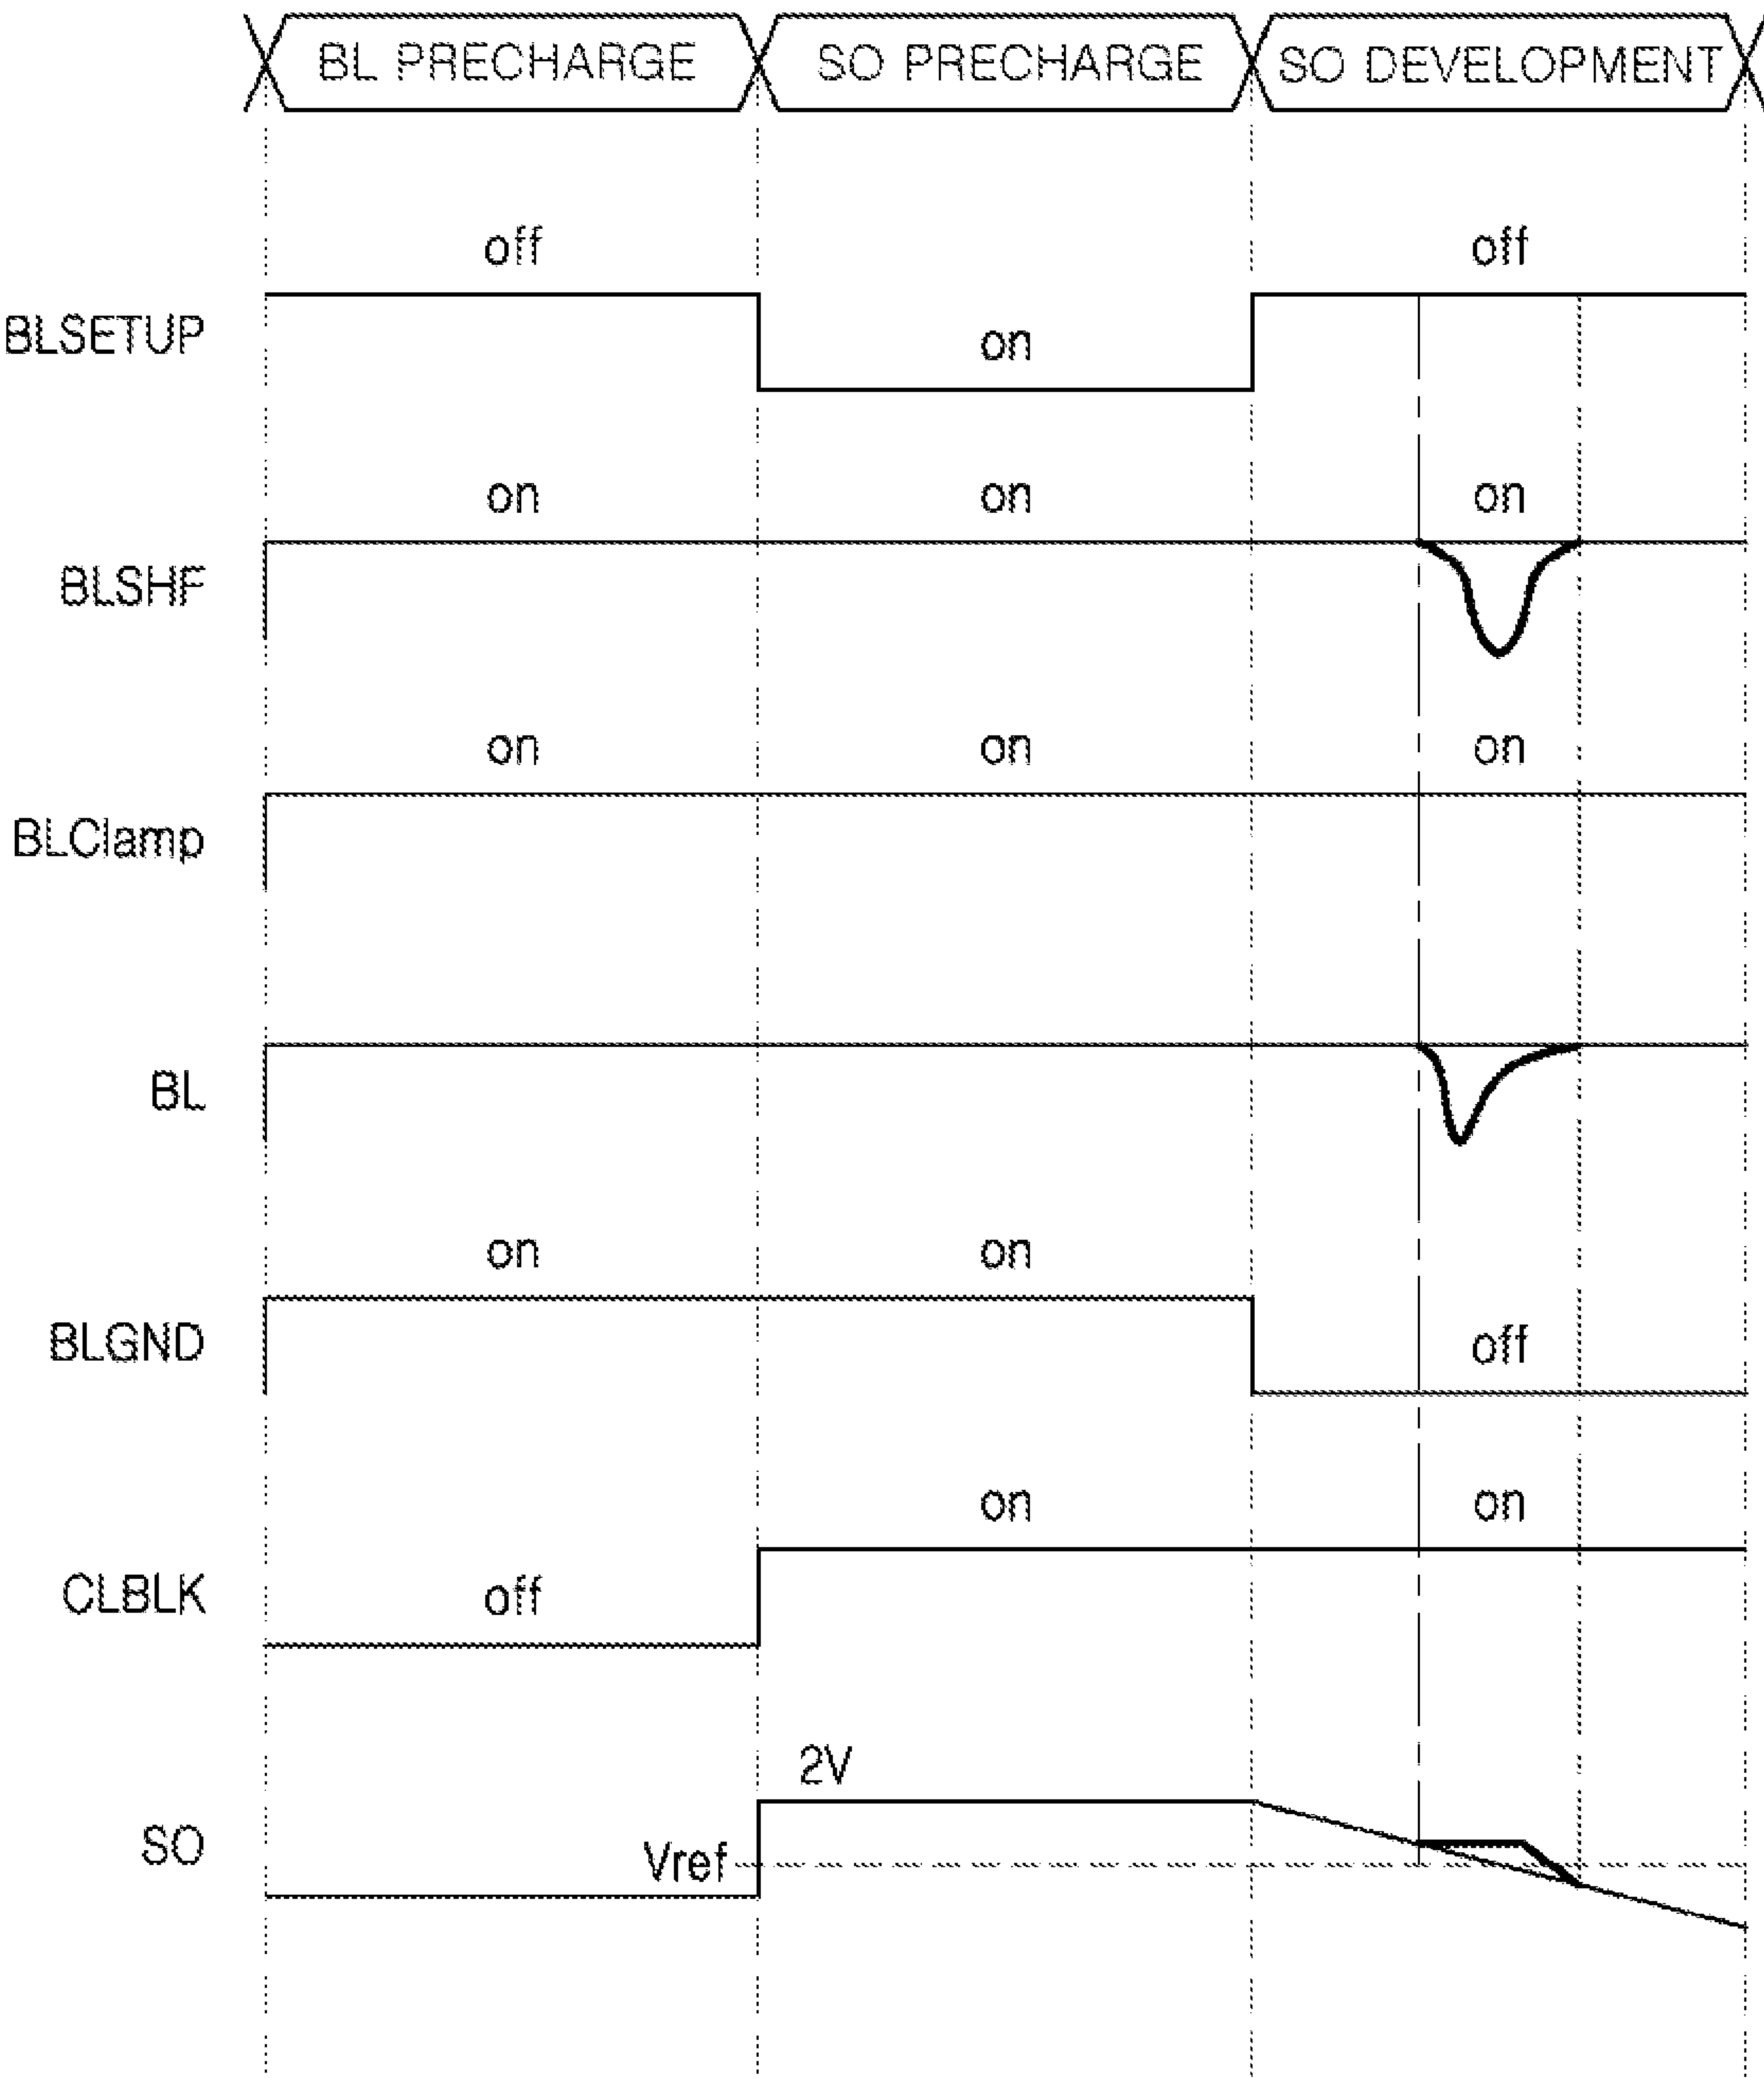 BL PRECHARGE SO PRECHARGE SO DEVELOPMENT
off off
BLSETUP on
on on on
BLSHF
on on on
BLClamp
BL
on on
BLGND off
on on
CLBLK off
2V
SO Vref